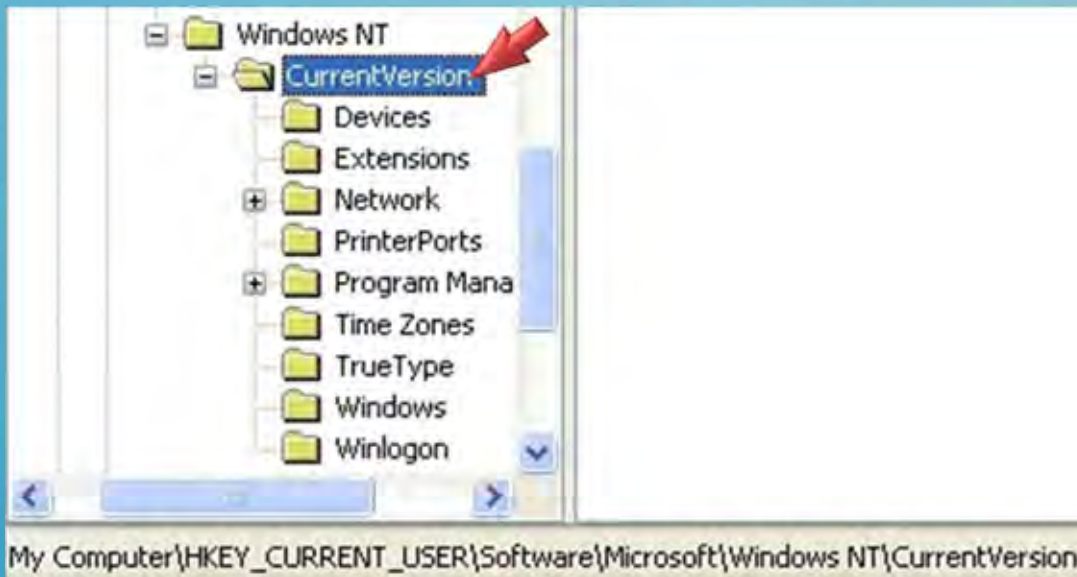 Windows NT
CurrentVersion
Devices
Extensions
Network
PrinterPorts
Program Mana
Time Zones
TrueType
Windows
Winlogon
My Computer\HKEY_CURRENT_USER\Software\Microsoft\Windows NT\CurrentVersion